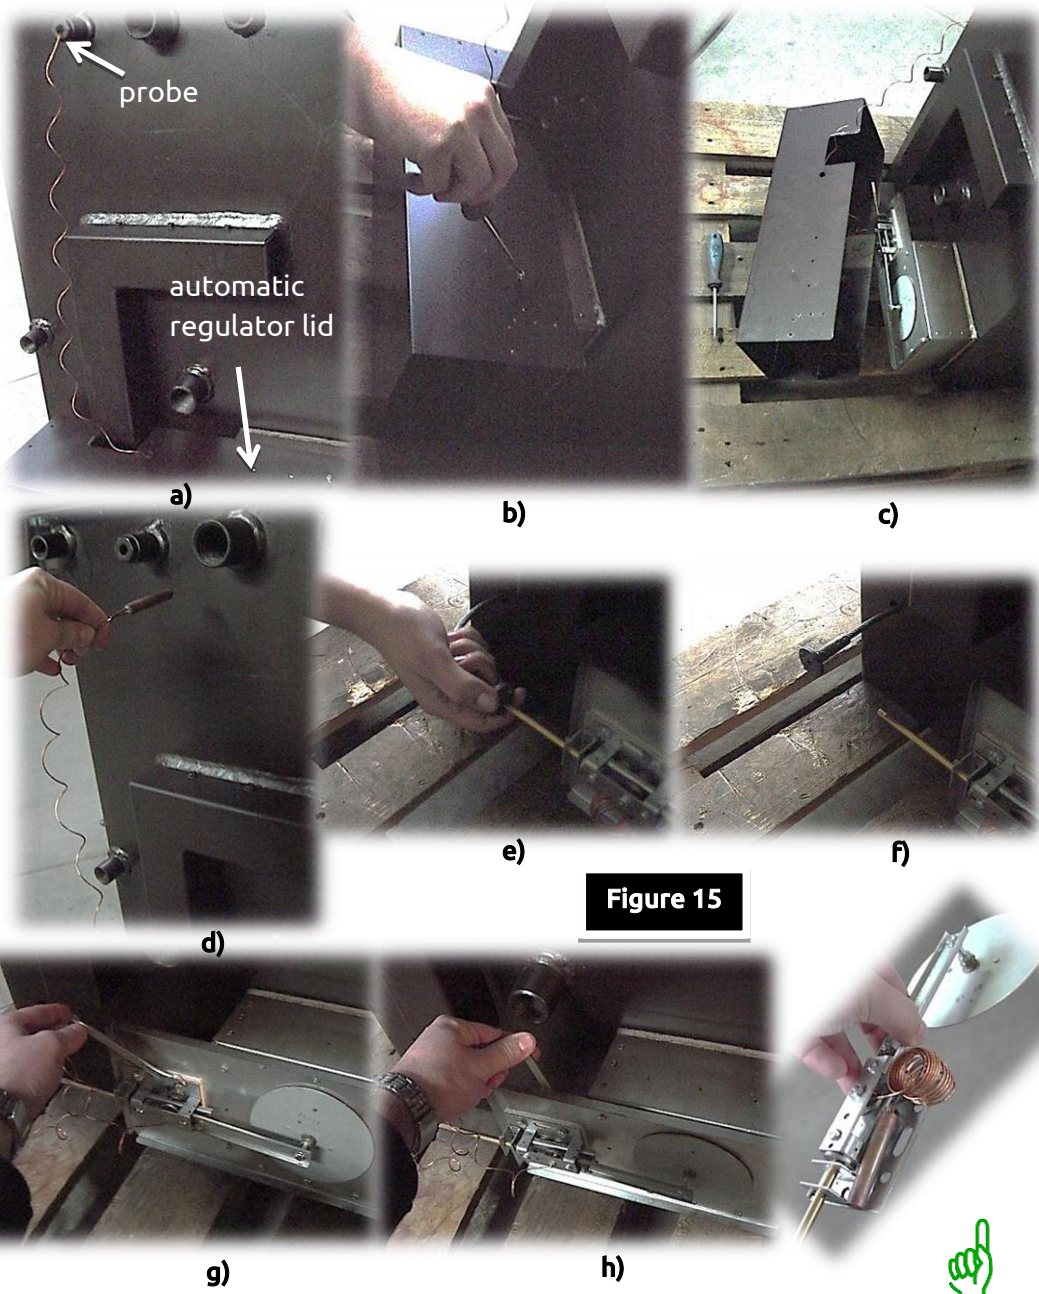 probe
automatic
regulator lid
a)
b)
c)
d)
e)
f)
Figure 15
g)
h)